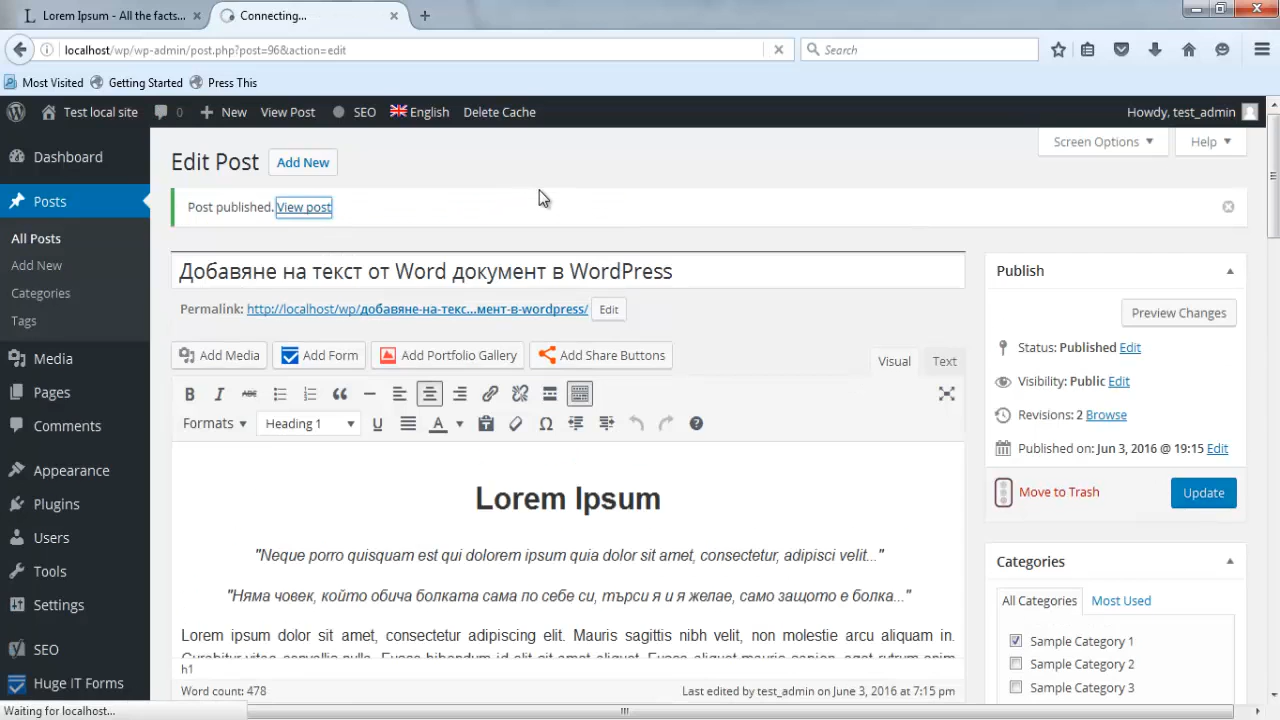 Lorem Ipsum - All the facts...
Connecting...
localhost/wp/wp-admin/post.php?post=96&action=edit
Search
Most Visited
Getting Started
Press This
Test local site
0
New
View Post
SEO
English
Delete Cache
Howdy, test_admin
Dashboard
Posts
All Posts
Add New
Categories
Tags
Media
Pages
Comments
Appearance
Plugins
Users
Tools
Settings
SEO
Huge IT Forms
Edit Post
Add New
Screen Options
Help
Post published. View post
Добавяне на текст от Word документ в WordPress
Permalink: http://localhost/wp/добавяне-на-текс...мент-в-wordpress/
Edit
Add Media
Add Form
Add Portfolio Gallery
Add Share Buttons
Visual
Text
Formats
Heading 1
Lorem Ipsum
"Neque porro quisquam est qui dolorem ipsum quia dolor sit amet, consectetur, adipisci velit..."
"Няма човек, който обича болката сама по себе си, търси я и я желае, само защото е болка..."
Lorem ipsum dolor sit amet, consectetur adipiscing elit. Mauris sagittis nibh velit, non molestie arcu aliquam in.
h1
Word count: 478
Last edited by test_admin on June 3, 2016 at 7:15 pm
Publish
Preview Changes
Status: Published Edit
Visibility: Public Edit
Revisions: 2 Browse
Published on: Jun 3, 2016 @ 19:15 Edit
Move to Trash
Update
Categories
All Categories
Most Used
Sample Category 1
Sample Category 2
Sample Category 3
Waiting for localhost...